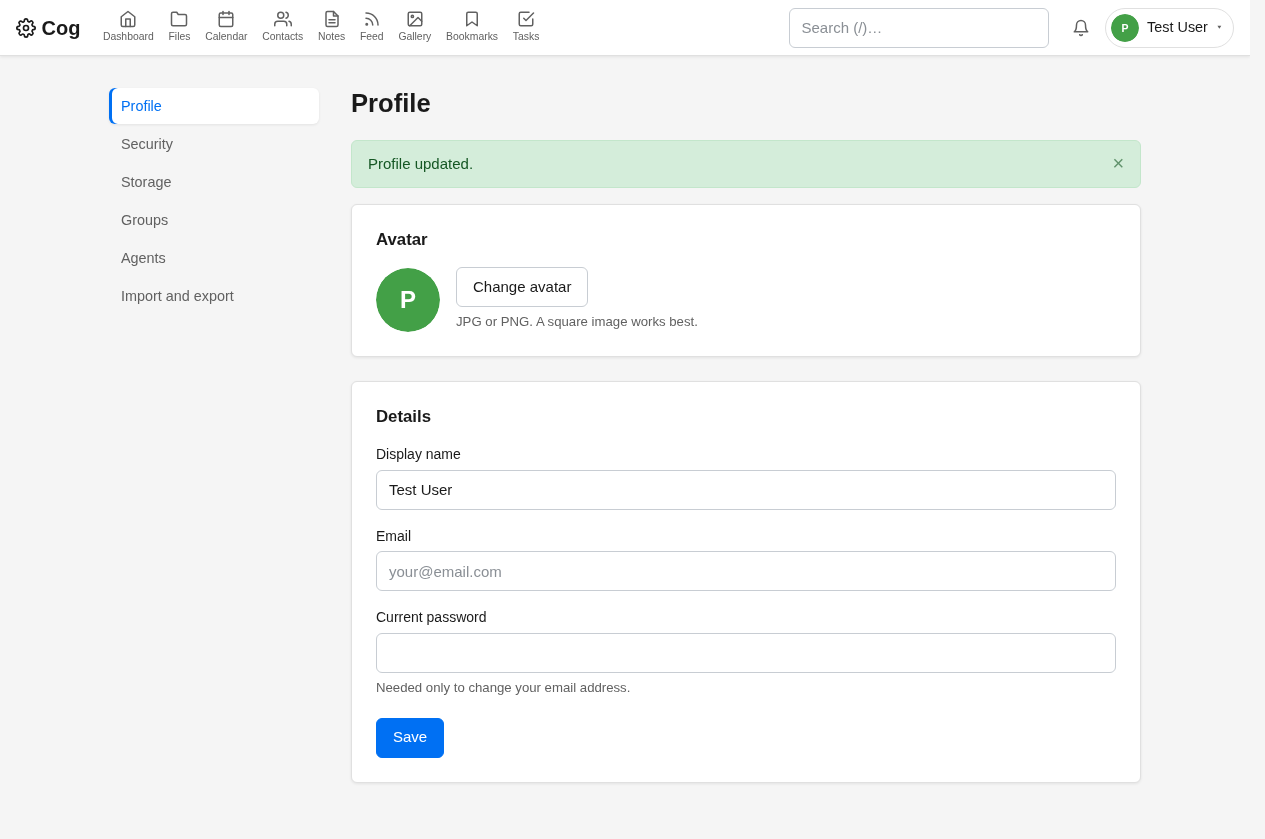 Cog
Dashboard Files Calendar Contacts Notes Feed Gallery Bookmarks Tasks
Search (/)…
P Test User
Profile
Security
Storage
Groups
Agents
Import and export
Profile
Profile updated. ×
Avatar
P
Change avatar
JPG or PNG. A square image works best.
Details
Display name
Test User
Email
your@email.com
Current password
Needed only to change your email address.
Save